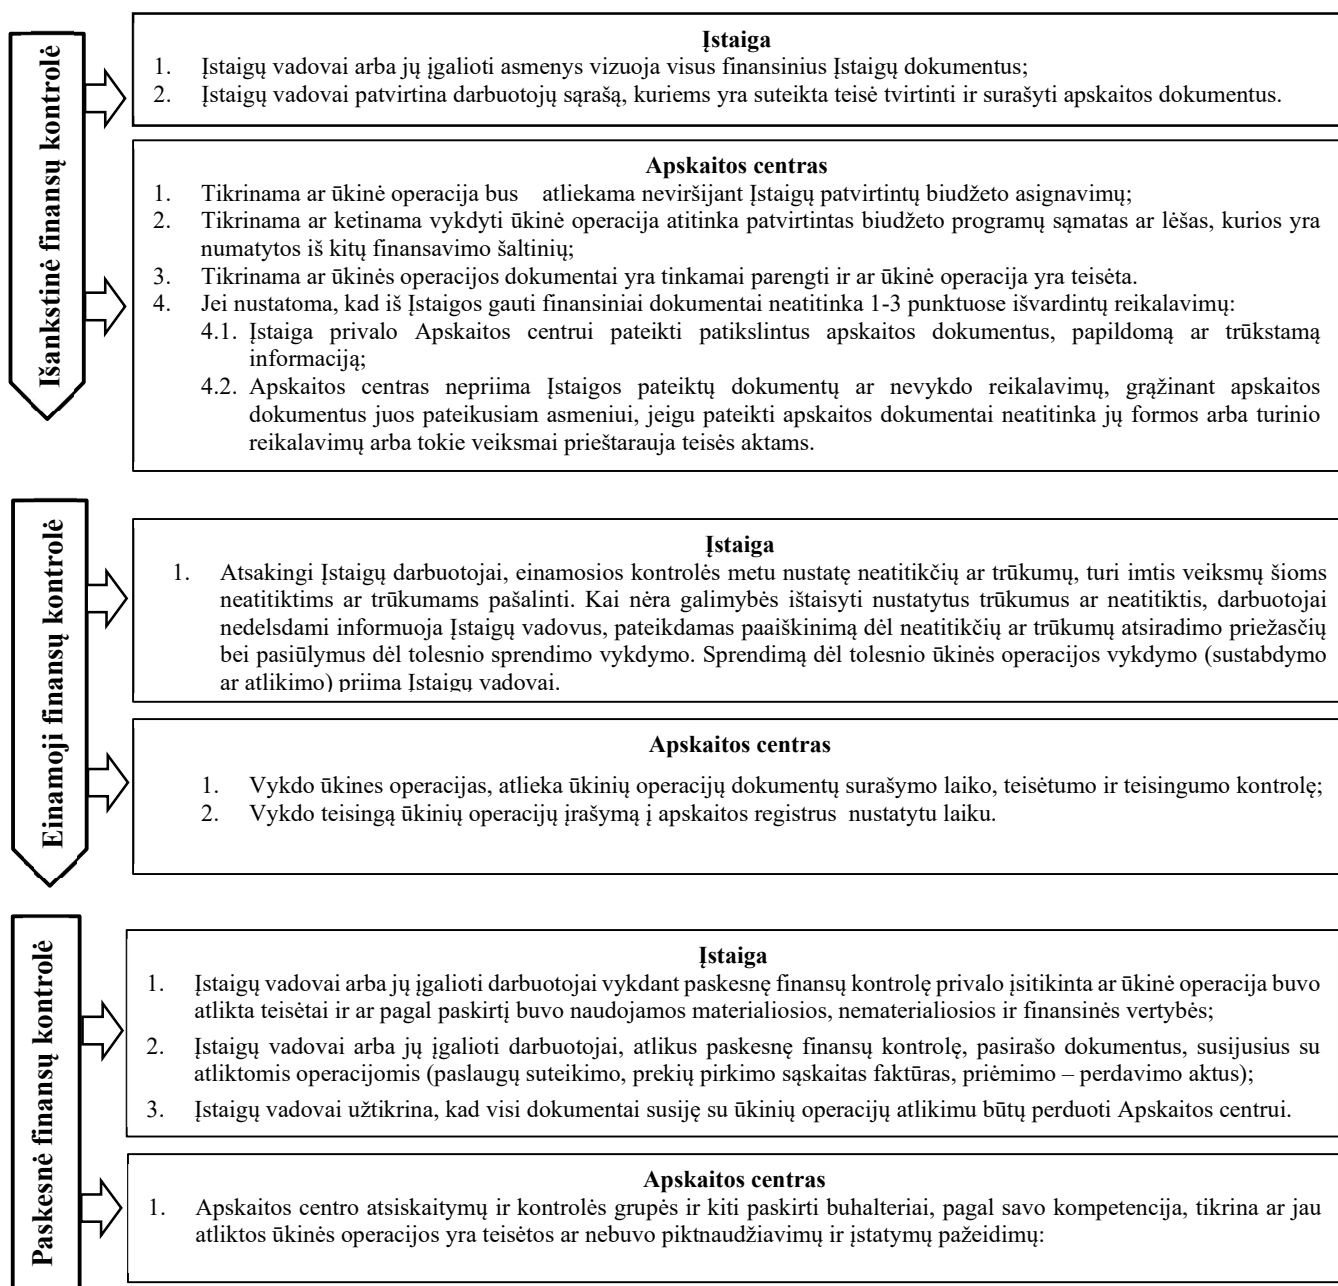 Išankstinė finansų kontrolė
Įstaiga
1. Įstaigų vadovai arba jų įgalioti asmenys vizuoja visus finansinius Įstaigų dokumentus;
2. Įstaigų vadovai patvirtina darbuotojų sąrašą, kuriems yra suteikta teisė tvirtinti ir surašyti apskaitos dokumentus.
Apskaitos centras
1. Tikrinama ar ūkinė operacija bus atliekama neviršijant Įstaigų patvirtintų biudžeto asignavimų;
2. Tikrinama ar ketinama vykdyti ūkinė operacija atitinka patvirtintas biudžeto programų sąmatas ar lėšas, kurios yra
numatytos iš kitų finansavimo šaltinių;
3. Tikrinama ar ūkinės operacijos dokumentai yra tinkamai parengti ir ar ūkinė operacija yra teisėta.
4. Jei nustatoma, kad iš Įstaigos gauti finansiniai dokumentai neatitinka 1-3 punktuose išvardintų reikalavimų:
4.1. Įstaiga privalo Apskaitos centrui pateikti patikslintus apskaitos dokumentus, papildomą ar trūkstamą
informaciją;
4.2. Apskaitos centras nepriima Įstaigos pateiktų dokumentų ar nevykdo reikalavimų, grąžinant apskaitos
dokumentus juos pateikusiam asmeniui, jeigu pateikti apskaitos dokumentai neatitinka jų formos arba turinio
reikalavimų arba tokie veiksmai prieštarauja teisės aktams.
Einamoji finansų kontrolė
Įstaiga
1. Atsakingi Įstaigų darbuotojai, einamosios kontrolės metu nustatę neatitikčių ar trūkumų, turi imtis veiksmų šioms
neatitiktims ar trūkumams pašalinti. Kai nėra galimybės ištaisyti nustatytus trūkumus ar neatitiktis, darbuotojai
nedelsdami informuoja Įstaigų vadovus, pateikdamas paaiškinimą dėl neatitikčių ar trūkumų atsiradimo priežasčių
bei pasiūlymus dėl tolesnio sprendimo vykdymo. Sprendimą dėl tolesnio ūkinės operacijos vykdymo (sustabdymo
ar atlikimo) priima Įstaigų vadovai.
Apskaitos centras
1. Vykdo ūkines operacijas, atlieka ūkinių operacijų dokumentų surašymo laiko, teisėtumo ir teisingumo kontrolę;
2. Vykdo teisingą ūkinių operacijų įrašymą į apskaitos registrus nustatytu laiku.
Paskesnė finansų kontrolė
Įstaiga
1. Įstaigų vadovai arba jų įgalioti darbuotojai vykdant paskesnę finansų kontrolę privalo įsitikinta ar ūkinė operacija buvo
atlikta teisėtai ir ar pagal paskirtį buvo naudojamos materialiosios, nematerialiosios ir finansinės vertybės;
2. Įstaigų vadovai arba jų įgalioti darbuotojai, atlikus paskesnę finansų kontrolę, pasirašo dokumentus, susijusius su
atliktomis operacijomis (paslaugų suteikimo, prekių pirkimo sąskaitas faktūras, priėmimo – perdavimo aktus);
3. Įstaigų vadovai užtikrina, kad visi dokumentai susiję su ūkinių operacijų atlikimu būtų perduoti Apskaitos centrui.
Apskaitos centras
1. Apskaitos centro atsiskaitymų ir kontrolės grupės ir kiti paskirti buhalteriai, pagal savo kompetencija, tikrina ar jau
atliktos ūkinės operacijos yra teisėtos ar nebuvo piktnaudžiavimų ir įstatymų pažeidimų: